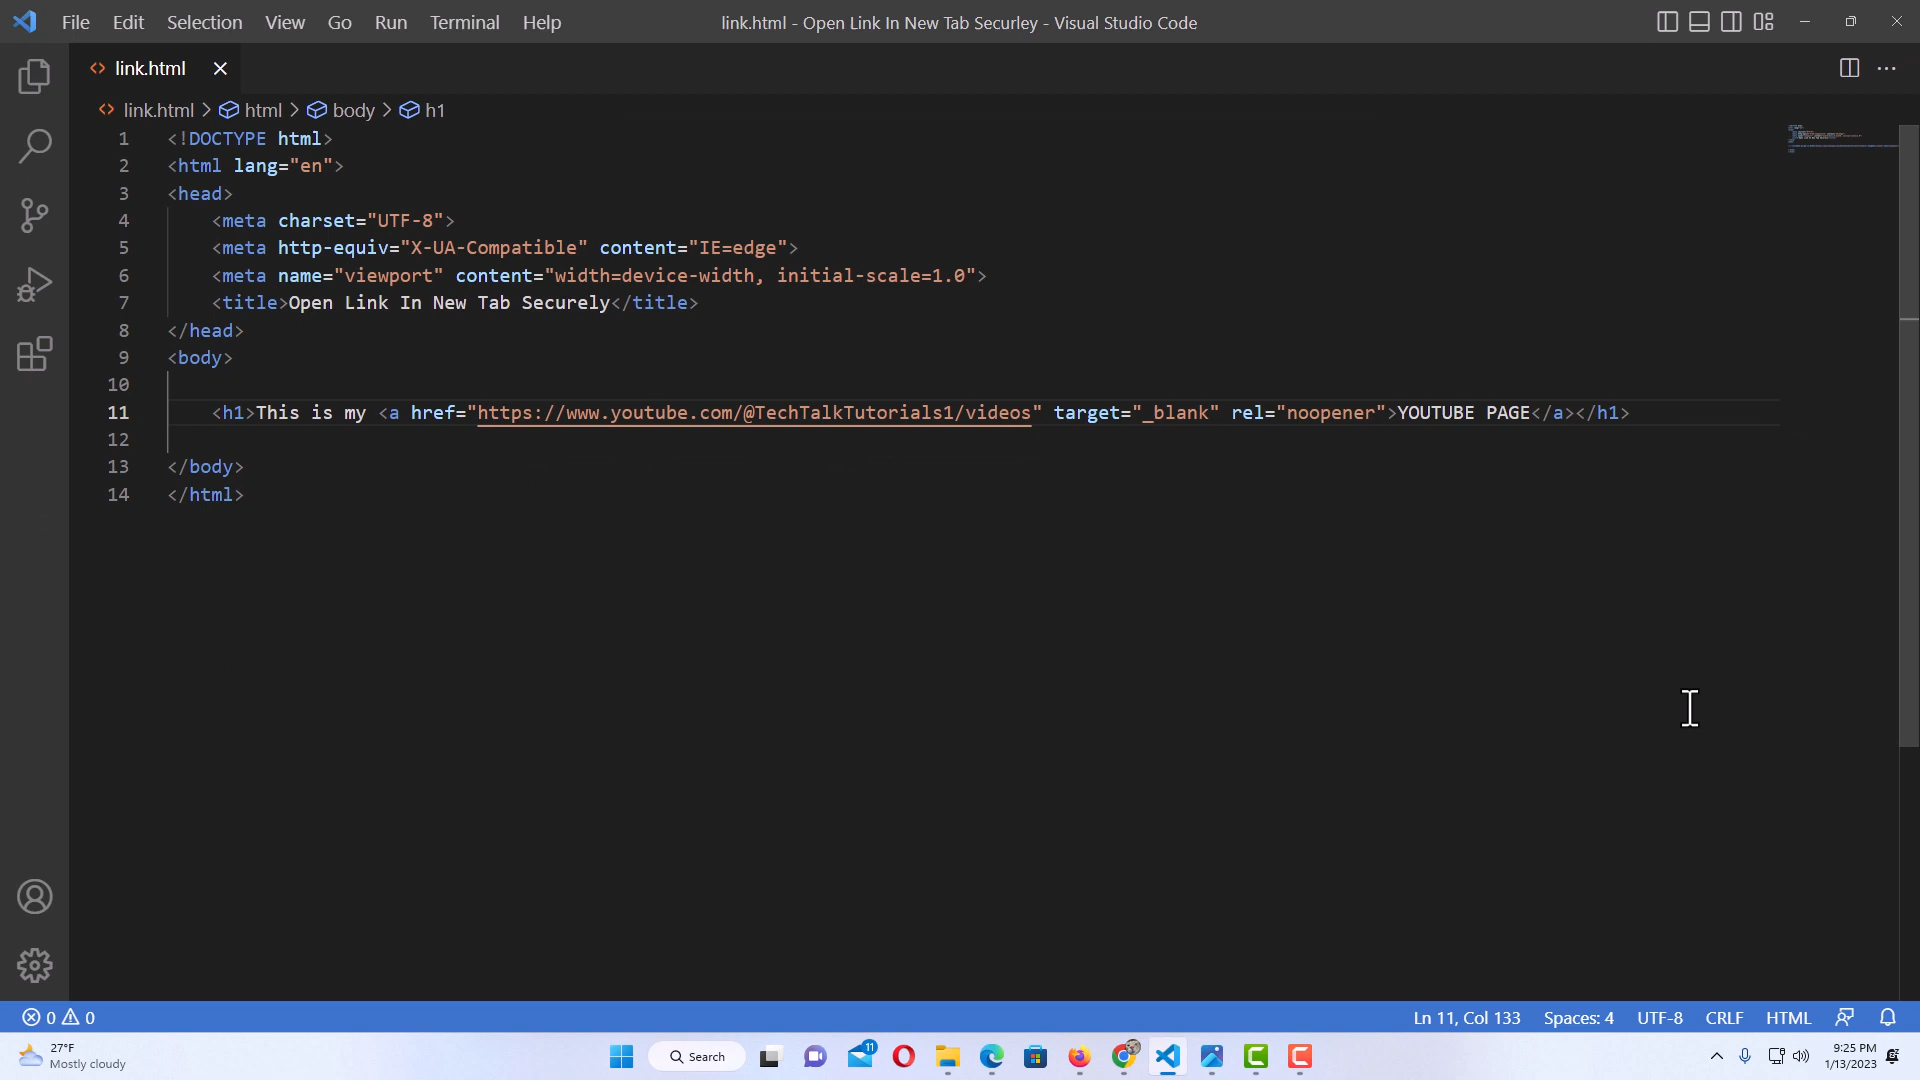 File Edit Selection View Go Run Terminal Help link.html - Open Link In New Tab Securley - Visual Studio Code
link.html
link.html > html > body > h1
1 <!DOCTYPE html>
2 <html lang="en">
3 <head>
4 <meta charset="UTF-8">
5 <meta http-equiv="X-UA-Compatible" content="IE=edge">
6 <meta name="viewport" content="width=device-width, initial-scale=1.0">
7 <title>Open Link In New Tab Securely</title>
8 </head>
9 <body>
10
11 <h1>This is my <a href="https://www.youtube.com/@TechTalkTutorials1/videos" target="_blank" rel="noopener">YOUTUBE PAGE</a></h1>
12
13 </body>
14 </html>
0 0 Ln 11, Col 133 Spaces: 4 UTF-8 CRLF HTML
27°F
Mostly cloudy
Search
11
9:25 PM
1/13/2023